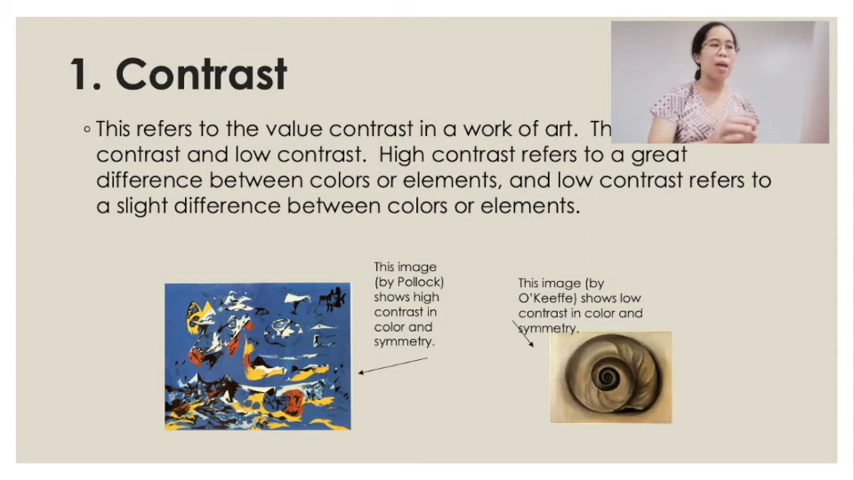 1. Contrast
This refers to the value contrast in a work of art. Th
contrast and low contrast. High contrast refers to a great
difference between colors or elements, and low contrast refers to
a slight difference between colors or elements.
This image
(by Pollock)
shows high
contrast in
color and
symmetry.
This image (by
O'Keeffe) shows low
contrast in color and
symmetry.